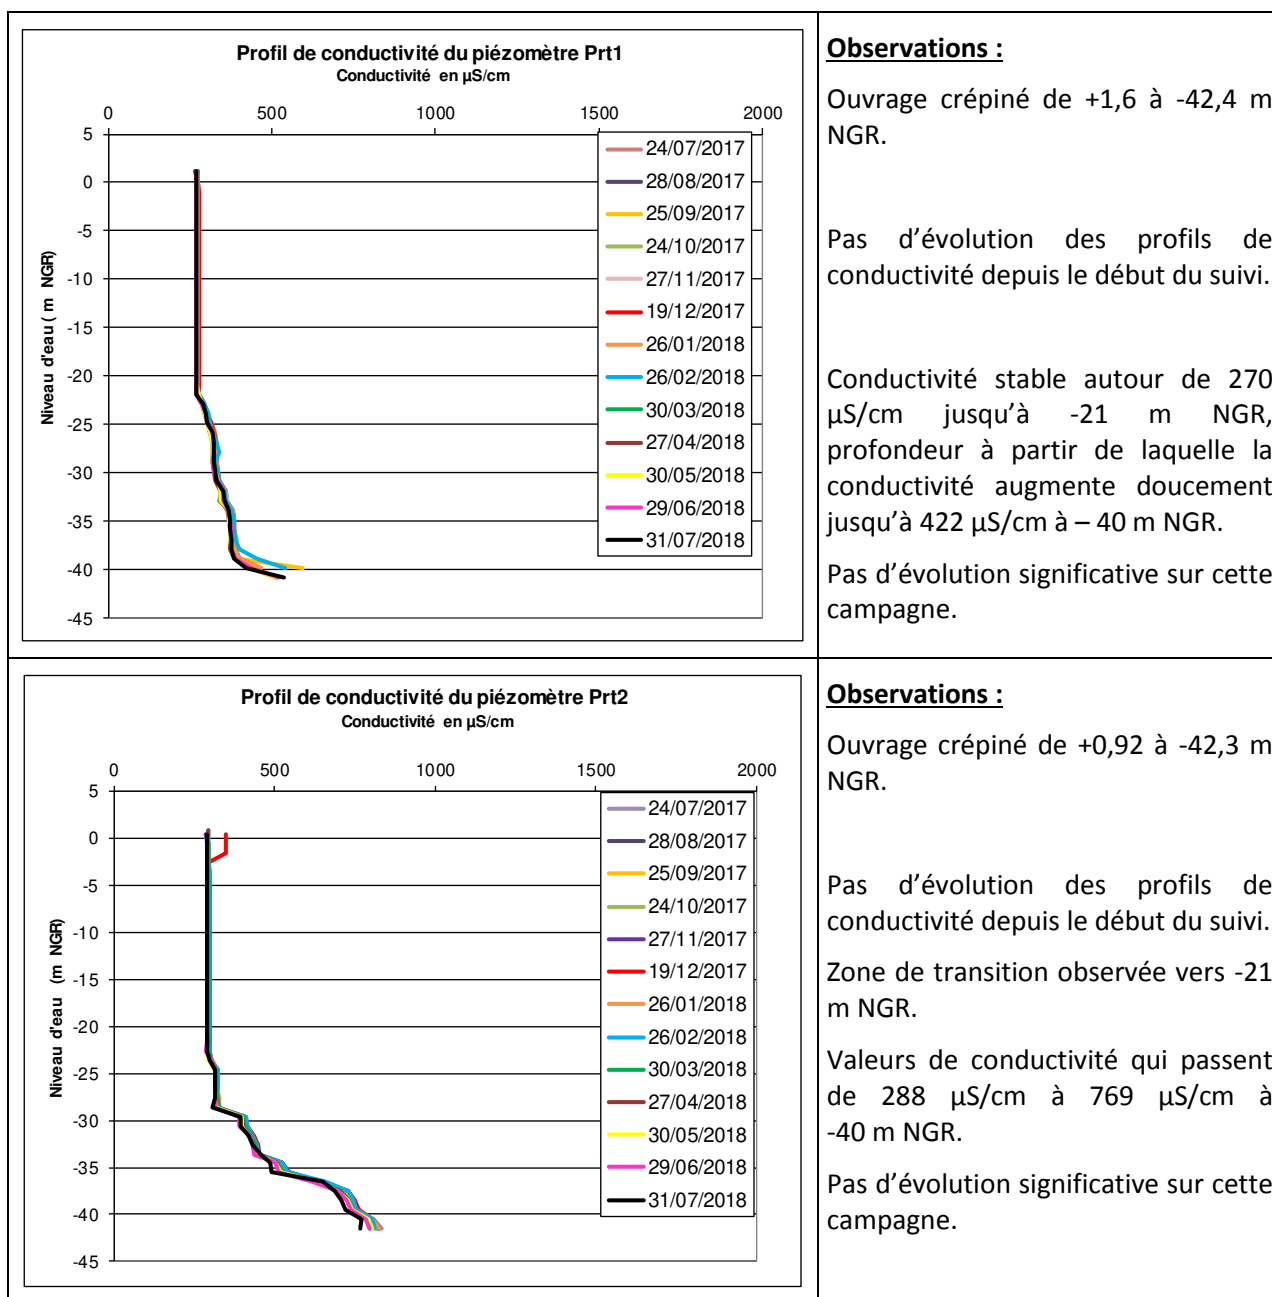 Profil de conductivité du piézomètre Prt1
Conductivité en µS/cm
0 500 1000 1500 2000
5
0
-5
-10
-15
-20
-25
-30
-35
-40
-45
Niveau d'eau ( m NGR)
24/07/2017
28/08/2017
25/09/2017
24/10/2017
27/11/2017
19/12/2017
26/01/2018
26/02/2018
30/03/2018
27/04/2018
30/05/2018
29/06/2018
31/07/2018
Observations :
Ouvrage crépiné de +1,6 à -42,4 m
NGR.
Pas d’évolution des profils de
conductivité depuis le début du suivi.
Conductivité stable autour de 270
µS/cm jusqu’à -21 m NGR,
profondeur à partir de laquelle la
conductivité augmente doucement
jusqu’à 422 µS/cm à – 40 m NGR.
Pas d’évolution significative sur cette
campagne.
Profil de conductivité du piézomètre Prt2
Conductivité en µS/cm
0 500 1000 1500 2000
5
0
-5
-10
-15
-20
-25
-30
-35
-40
-45
Niveau d'eau (m NGR)
24/07/2017
28/08/2017
25/09/2017
24/10/2017
27/11/2017
19/12/2017
26/01/2018
26/02/2018
30/03/2018
27/04/2018
30/05/2018
29/06/2018
31/07/2018
Observations :
Ouvrage crépiné de +0,92 à -42,3 m
NGR.
Pas d’évolution des profils de
conductivité depuis le début du suivi.
Zone de transition observée vers -21
m NGR.
Valeurs de conductivité qui passent
de 288 µS/cm à 769 µS/cm à
-40 m NGR.
Pas d’évolution significative sur cette
campagne.